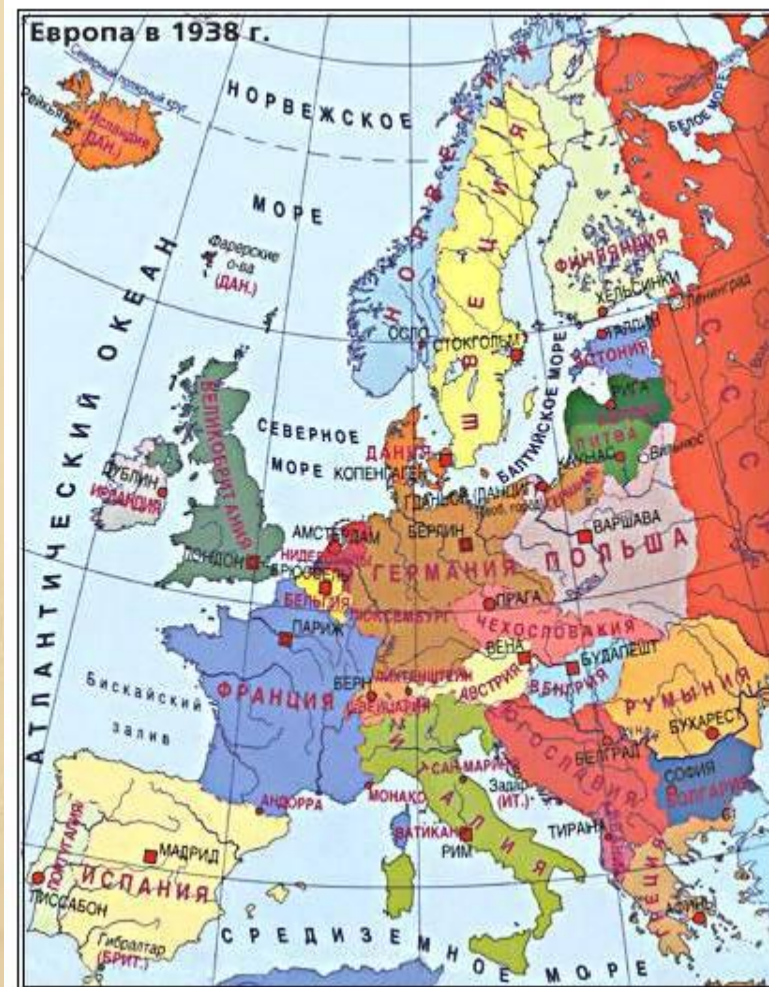 Европа в 1938 г.
Северный полярный круг
Рейкьявик
ИСЛАНДИЯ
(ДАН.)
НОРВЕЖСКОЕ
МОРЕ
БЕЛОЕ МОРЕ
Фарерские
о-ва
(ДАН.)
АТЛАНТИЧЕСКИЙ ОКЕАН
НОРВЕГИЯ
ШВЕЦИЯ
ФИНЛЯНДИЯ
ХЕЛЬСИНКИ
Ленинград
ОСЛО
СТОКГОЛЬМ
ТАЛЛИН
ЭСТОНИЯ
СССР
БАЛТИЙСКОЕ МОРЕ
РИГА
ЛИТВА
КАУНАС
Вильнюс
ВЕЛИКОБРИТАНИЯ
СЕВЕРНОЕ
МОРЕ
ДАНИЯ
КОПЕНГАГЕН
ДУБЛИН
ИРЛАНДИЯ
ГДАНЬСК (ДАНЦИГ)
АМСТЕРДАМ
БЕРЛИН
ВАРШАВА
ЛОНДОН
БРЮССЕЛЬ
БЕЛЬГИЯ
ГЕРМАНИЯ
ПОЛЬША
ЛЮКСЕМБУРГ
ПРАГА
ЧЕХОСЛОВАКИЯ
ПАРИЖ
ВЕНА
БУДАПЕШТ
Бискайский
залив
ФРАНЦИЯ
БЕРН
ЛИХТЕНШТЕЙН
ШВЕЙЦАРИЯ
АВСТРИЯ
ВЕНГРИЯ
РУМЫНИЯ
БУХАРЕСТ
ЮГОСЛАВИЯ
БЕЛГРАД
САН-МАРИНО
Задар
(ИТ.)
СОФИЯ
БОЛГАРИЯ
АНДОРРА
МОНАКО
ИТАЛИЯ
ВАТИКАН
РИМ
ТИРАНА
ПОРТУГАЛИЯ
МАДРИД
ИСПАНИЯ
ЛИССАБОН
Гибралтар
(БРИТ.)
ГРЕЦИЯ
АФИНЫ
СРЕДИЗЕМНОЕ МОРЕ